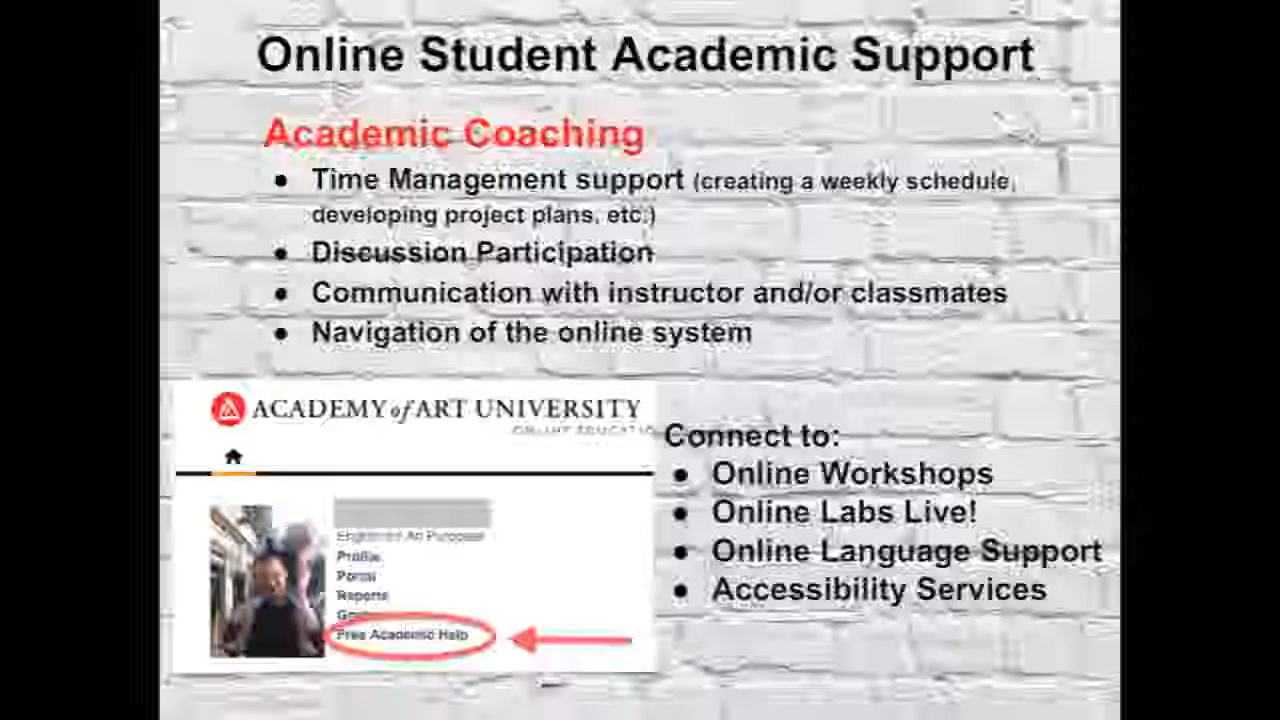 Online Student Academic Support
Academic Coaching
● Time Management support (creating a weekly schedule,
developing project plans, etc.)
● Discussion Participation
● Communication with instructor and/or classmates
● Navigation of the online system
ACADEMY of ART UNIVERSITY
ONLINE EDUCATIO
Profile
Portal
Reports
Free Academic Help
Connect to:
● Online Workshops
● Online Labs Live!
● Online Language Support
● Accessibility Services